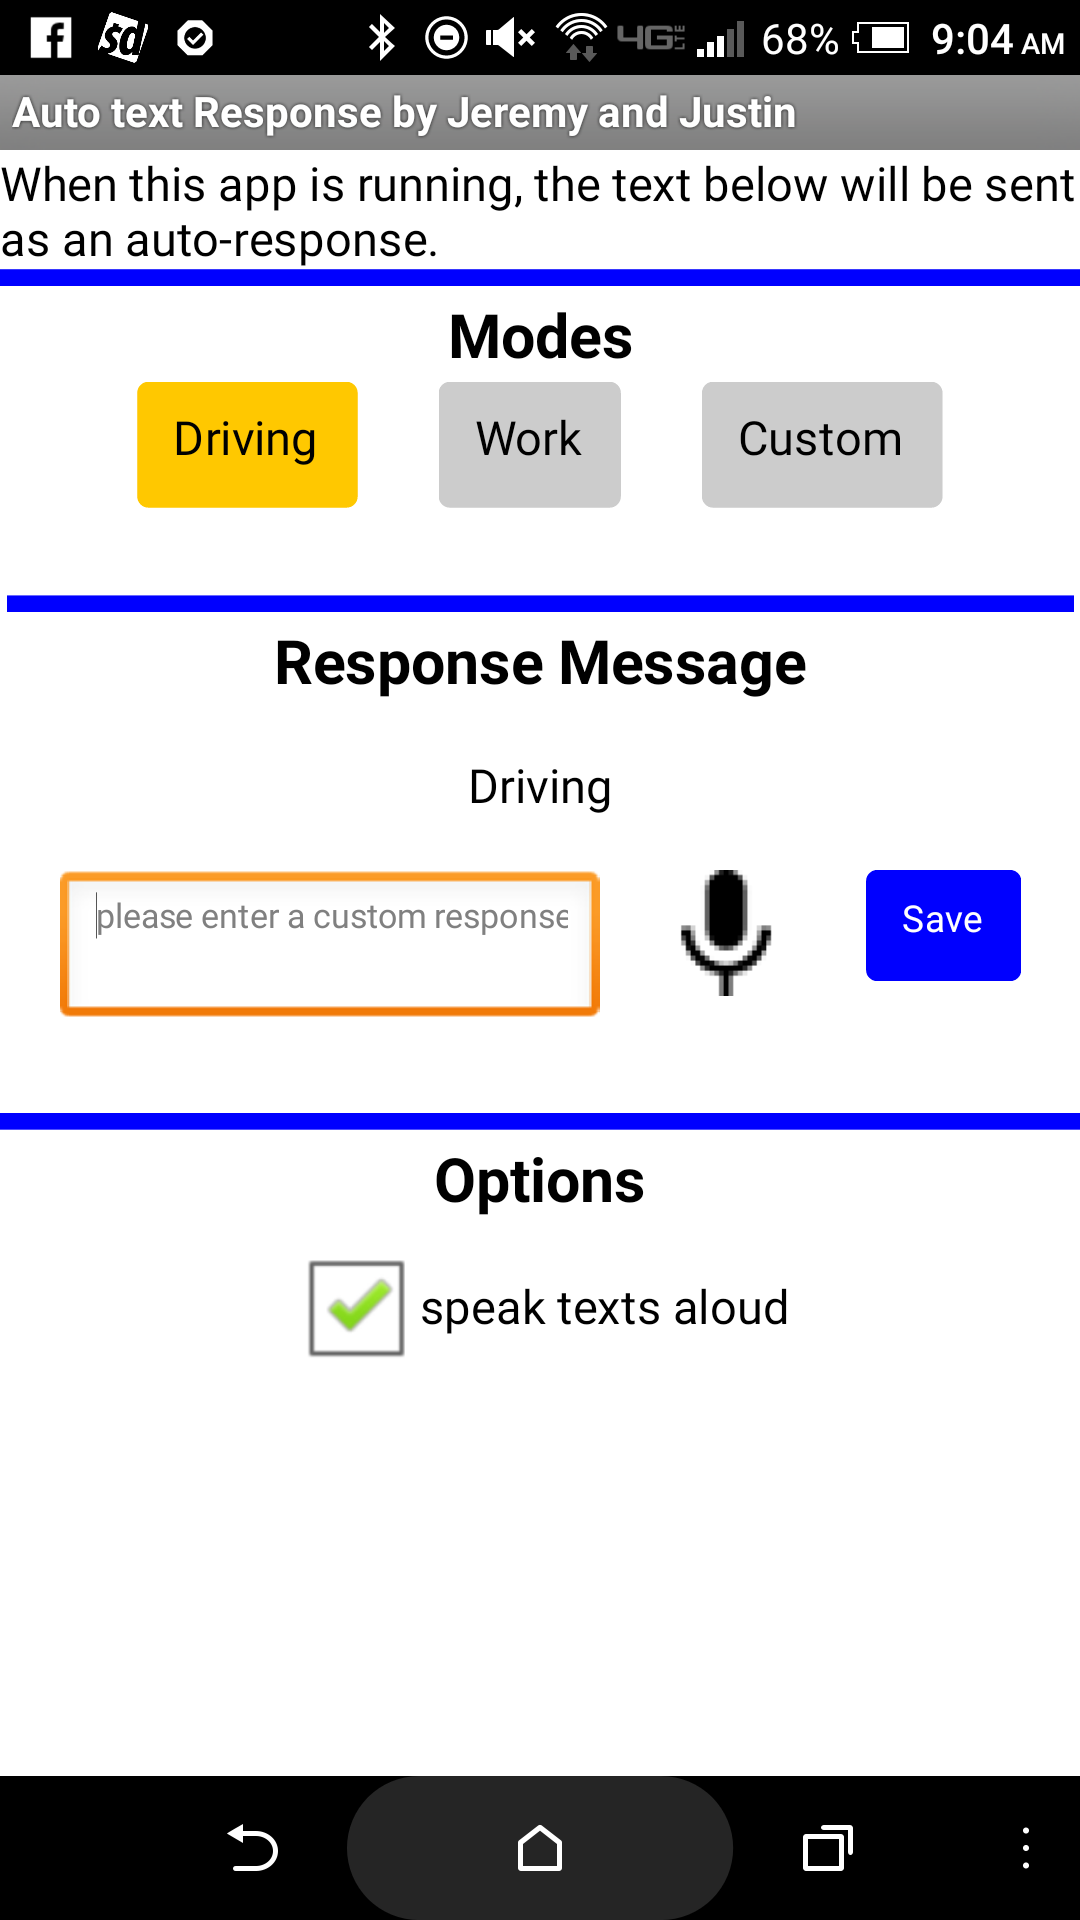 68% 9:04 AM
Auto text Response by Jeremy and Justin
When this app is running, the text below will be sent
as an auto-response.
Modes
Driving Work Custom
Response Message
Driving
please enter a custom response
Save
Options
speak texts aloud